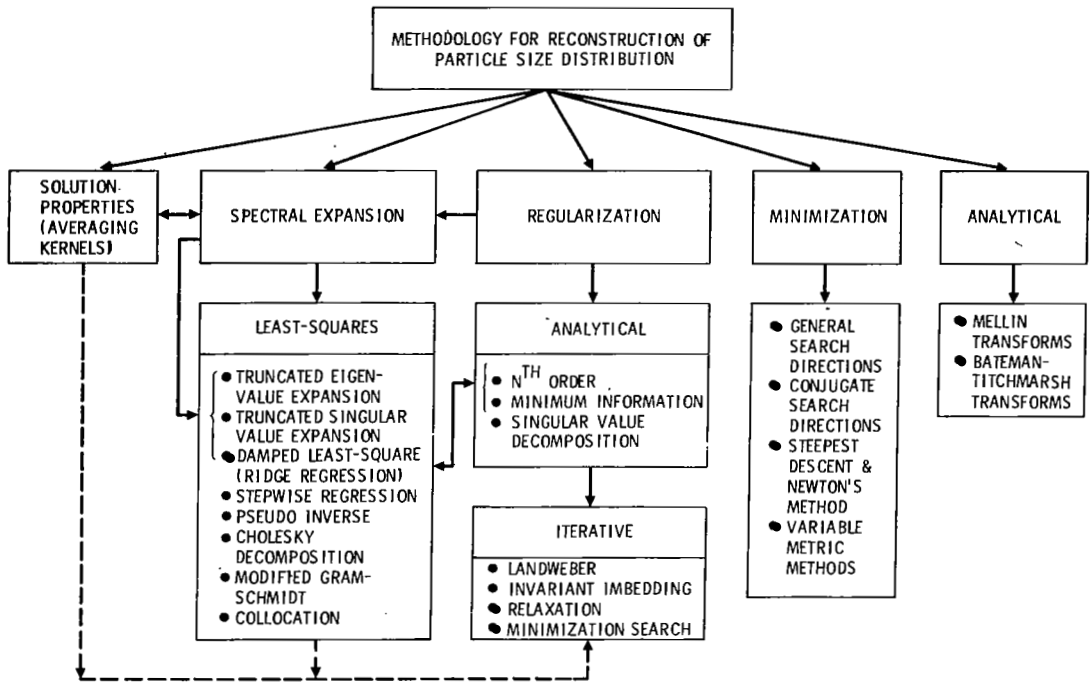 METHODOLOGY FOR RECONSTRUCTION OF
PARTICLE SIZE DISTRIBUTION
SOLUTION
PROPERTIES
(AVERAGING
KERNELS)
SPECTRAL EXPANSION
REGULARIZATION
MINIMIZATION
ANALYTICAL
LEAST-SQUARES
● TRUNCATED EIGEN-
VALUE EXPANSION
● TRUNCATED SINGULAR
VALUE EXPANSION
● DAMPED LEAST-SQUARE
(RIDGE REGRESSION)
● STEPWISE REGRESSION
● PSEUDO INVERSE
● CHOLESKY
DECOMPOSITION
● MODIFIED GRAM-
SCHMIDT
● COLLOCATION
ANALYTICAL
● NTH ORDER
● MINIMUM INFORMATION
● SINGULAR VALUE
DECOMPOSITION
ITERATIVE
● LANDWEBER
● INVARIANT IMBEDDING
● RELAXATION
● MINIMIZATION SEARCH
● GENERAL
SEARCH
DIRECTIONS
● CONJUGATE
SEARCH
DIRECTIONS
● STEEPEST
DESCENT &
NEWTON'S
METHOD
● VARIABLE
METRIC
METHODS
● MELLIN
TRANSFORMS
● BATEMAN-
TITCHMARSH
TRANSFORMS